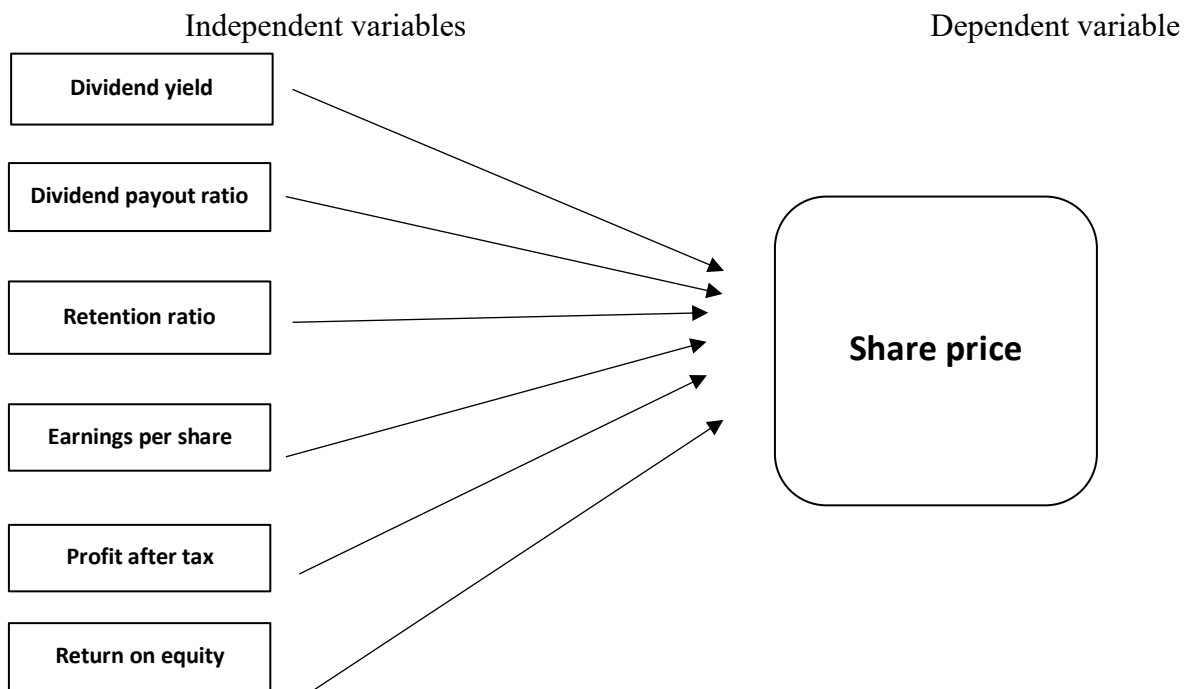 Independent variables
Dependent variable
Dividend yield
Dividend payout ratio
Retention ratio
Earnings per share
Profit after tax
Return on equity
Share price